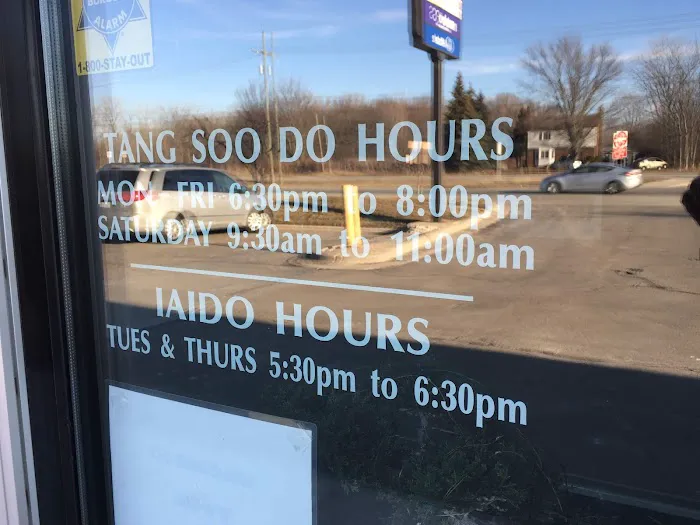 ALARM
1-800-STAY-OUT
TANG SOO DO HOURS
MON - FRI 6:30pm to 8:00pm
SATURDAY 9:30am to 11:00am
IAIDO HOURS
TUES & THURS 5:30pm to 6:30pm